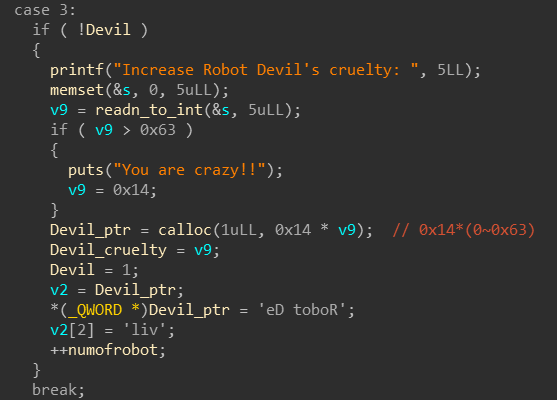 case 3:
if ( !Devil )
{
printf("Increase Robot Devil's cruelty: ", 5LL);
memset(&s, 0, 5uLL);
v9 = readn_to_int(&s, 5uLL);
if ( v9 > 0x63 )
{
puts("You are crazy!!");
v9 = 0x14;
}
Devil_ptr = calloc(1uLL, 0x14 * v9);  // 0x14*(0~0x63)
Devil_cruelty = v9;
Devil = 1;
v2 = Devil_ptr;
*(_QWORD *)Devil_ptr = 'eD toboR';
v2[2] = 'liv';
++numofrobot;
}
break;